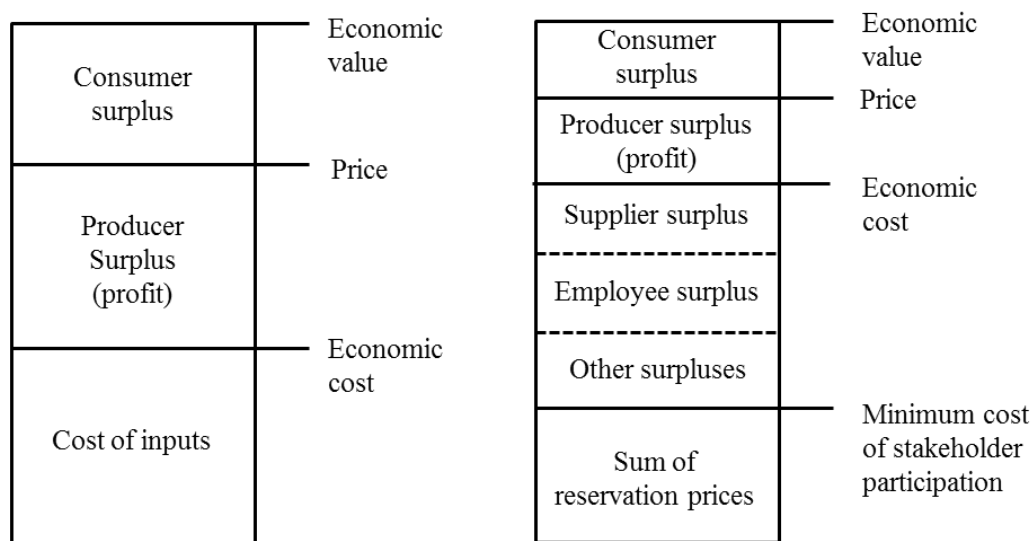 Economic
value
Consumer
surplus
Price
Producer
Surplus
(profit)
Economic
cost
Cost of inputs
Economic
value
Consumer
surplus
Price
Producer surplus
(profit)
Economic
cost
Supplier surplus
Employee surplus
Other surpluses
Minimum cost
of stakeholder
participation
Sum of
reservation prices